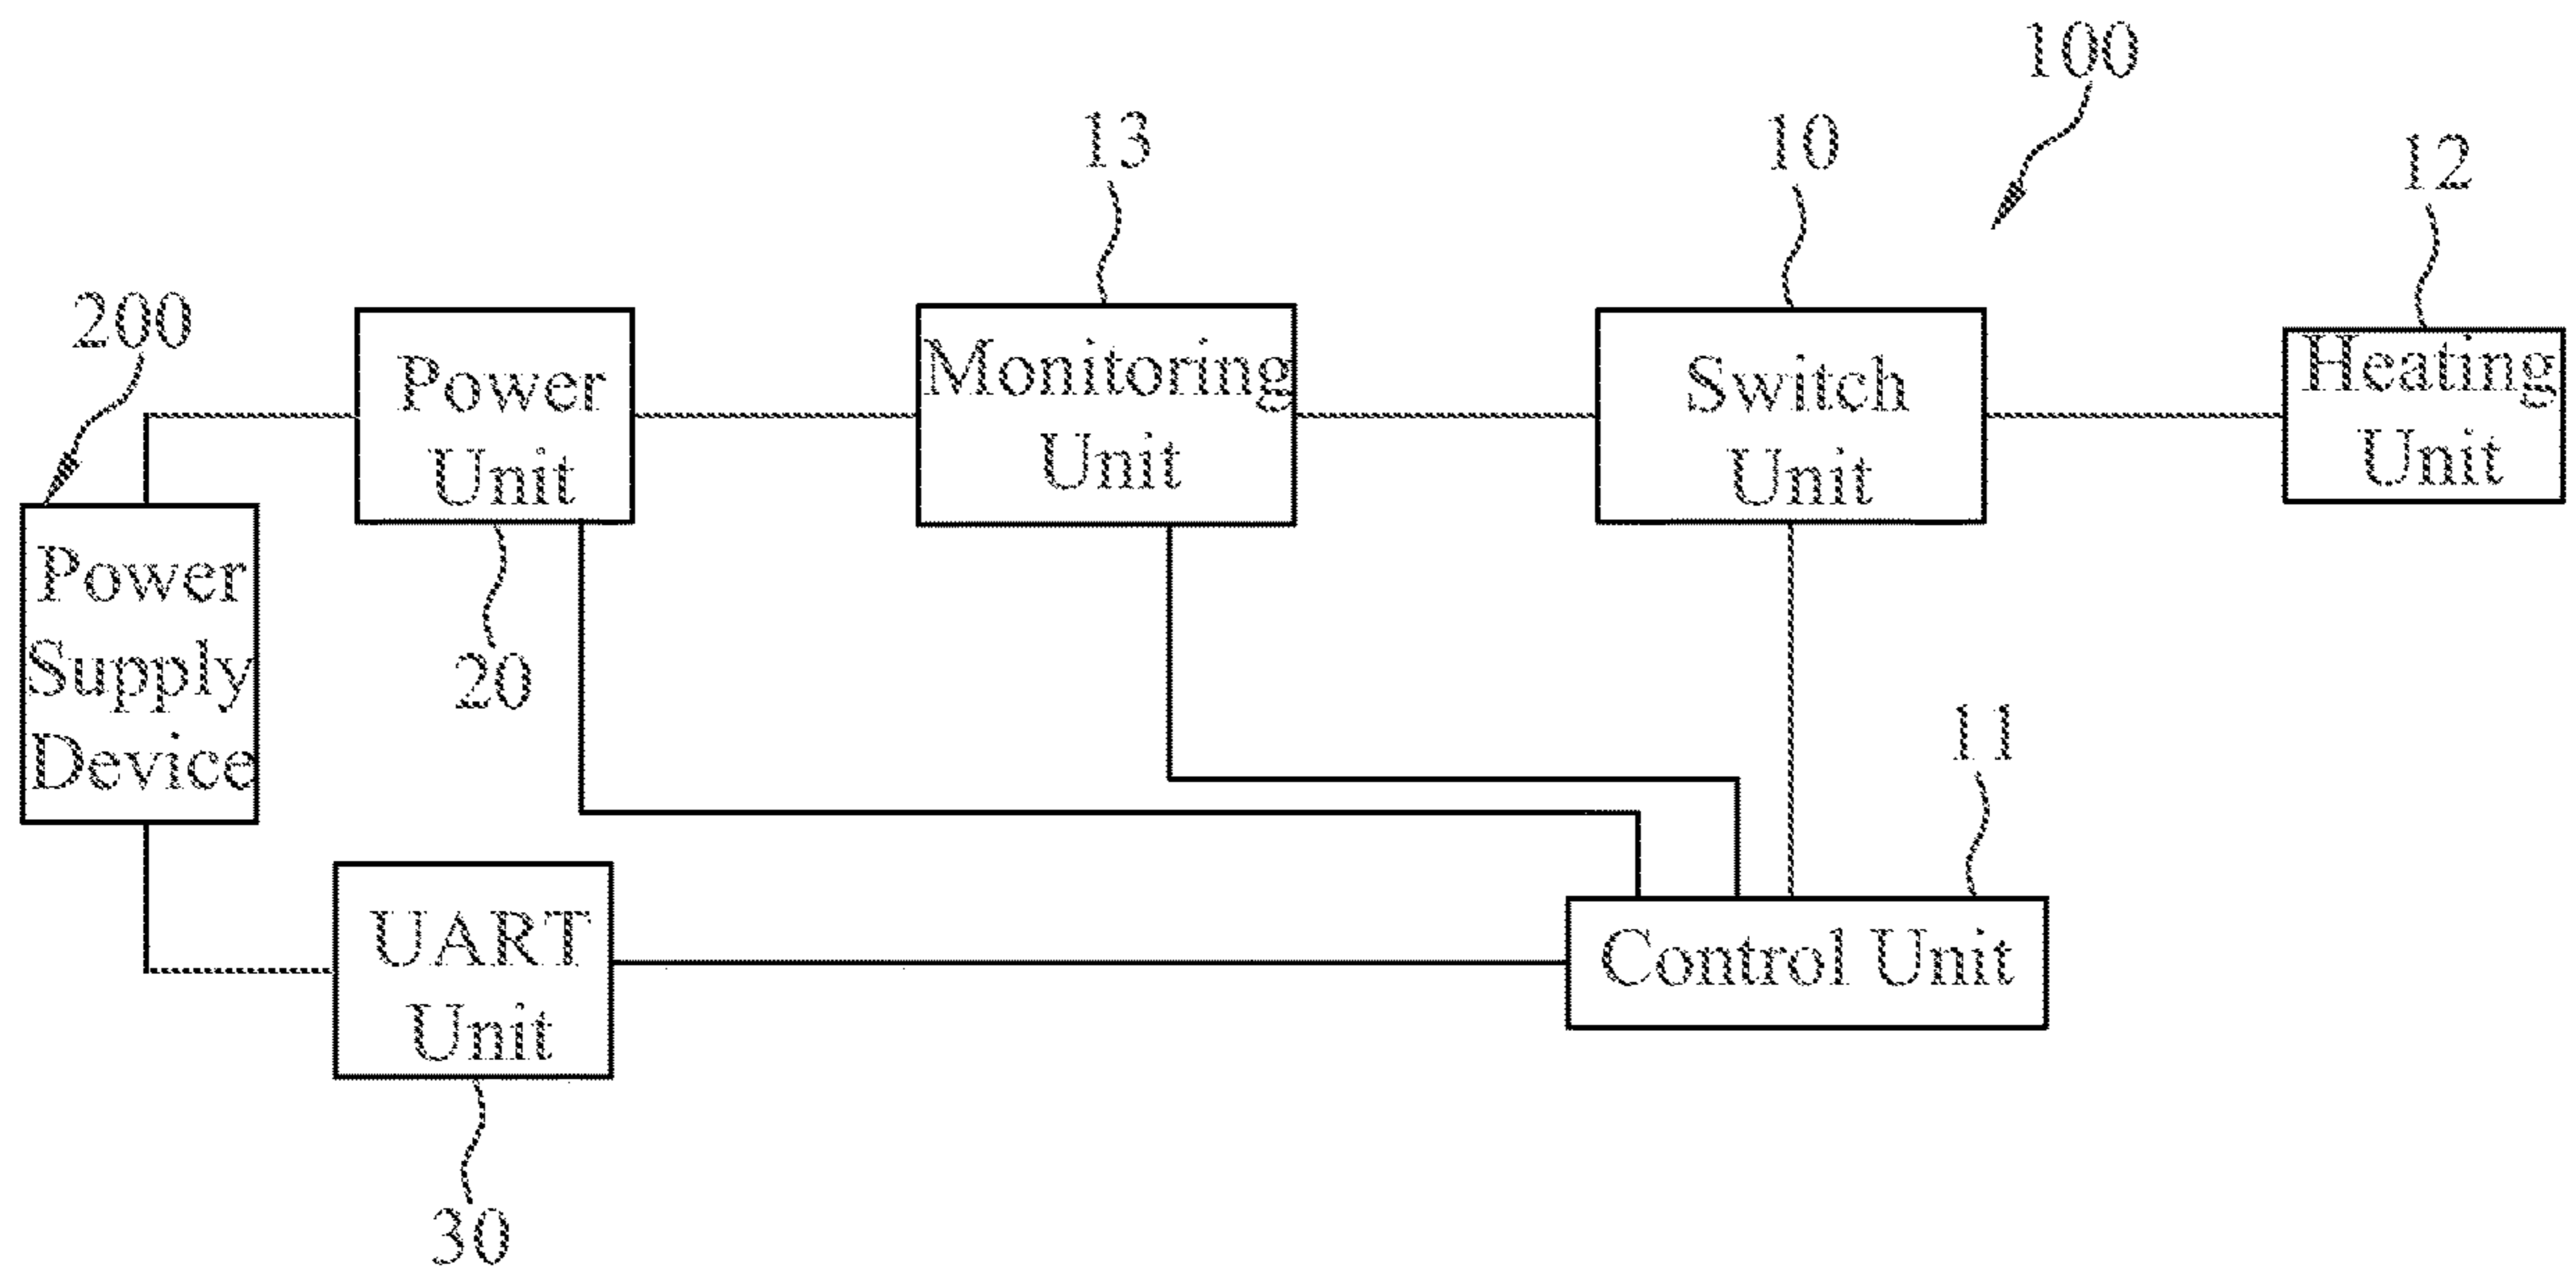 100
13
10
12
200
Power
Unit
Monitoring
Unit
Switch
Unit
Heating
Unit
Power
Supply
Device
20
11
UART
Unit
Control Unit
30